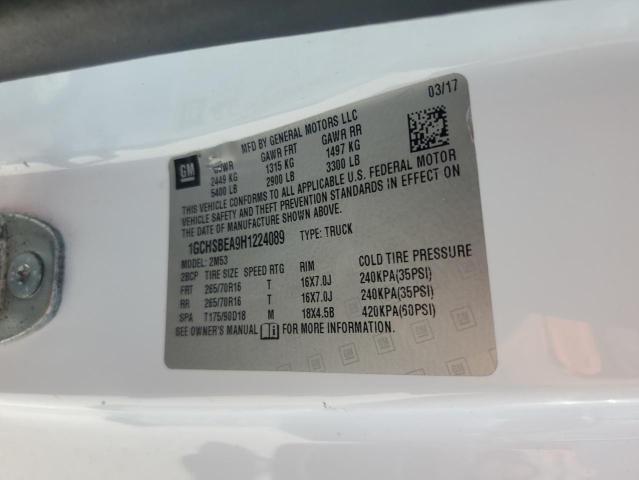 03/17
MFD BY GENERAL MOTORS LLC
GM
GVWR GAWR FRT GAWR RR
2449 KG 1315 KG 1497 KG
5400 LB 2900 LB 3300 LB
THIS VEHICLE CONFORMS TO ALL APPLICABLE U.S. FEDERAL MOTOR
VEHICLE SAFETY AND THEFT PREVENTION STANDARDS IN EFFECT ON
THE DATE OF MANUFACTURE SHOWN ABOVE.
1GCHSBEA9H1224089 TYPE: TRUCK
MODEL: 2M53
2BCP TIRE SIZE SPEED RTG RIM COLD TIRE PRESSURE
FRT 265/70R16 T 16X7.0J 240KPA(35PSI)
RR 265/70R16 T 16X7.0J 240KPA(35PSI)
SPA T175/90D18 M 18X4.5B 420KPA(60PSI)
SEE OWNER'S MANUAL FOR MORE INFORMATION.